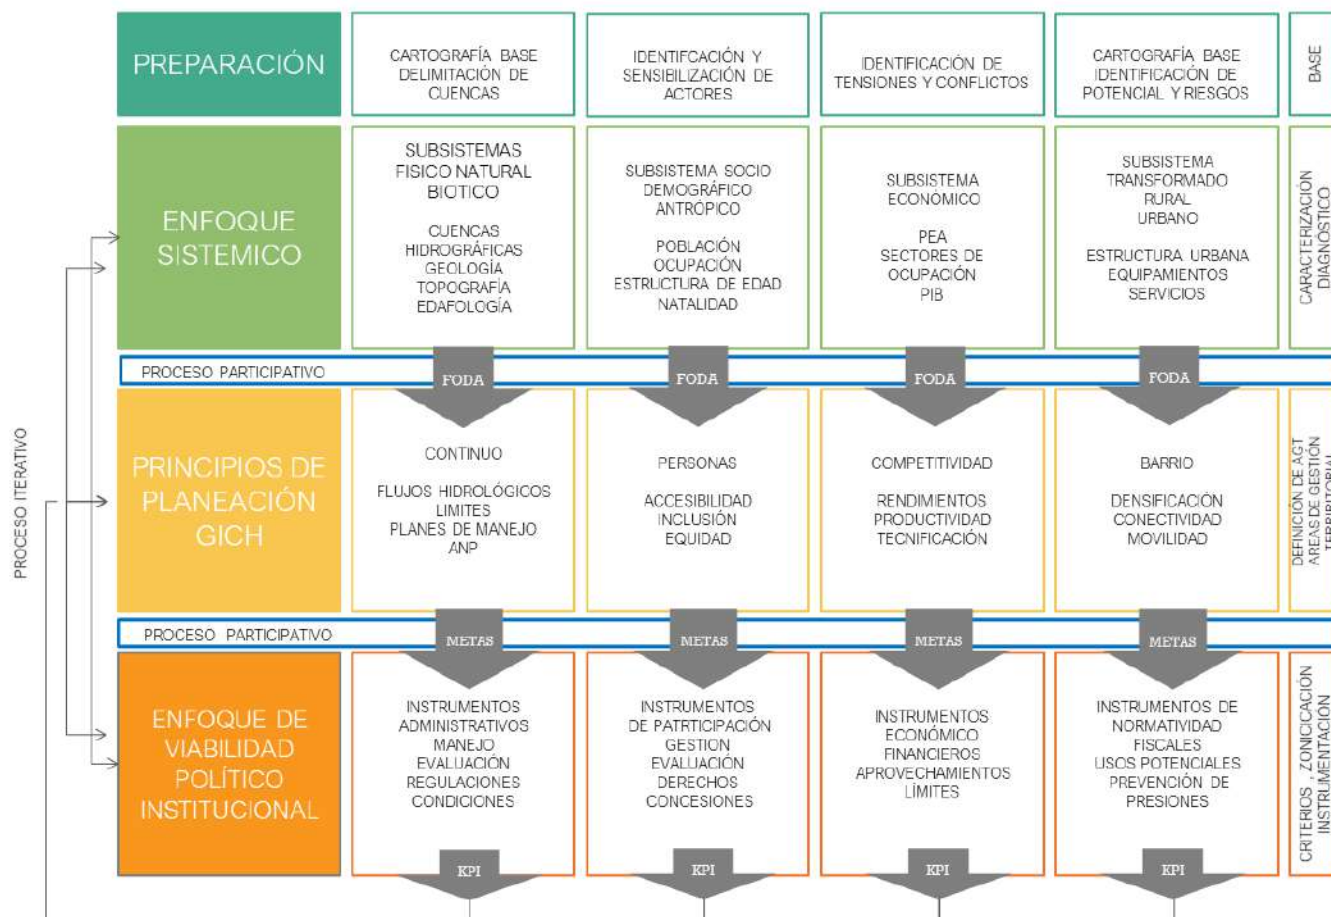 PREPARACIÓN
CARTOGRAFÍA BASE
DELIMITACIÓN DE
CUENCAS
IDENTIFCACIÓN Y
SENSIBILIZACIÓN DE
ACTORES
IDENTIFICACIÓN DE
TENSIONES Y CONFLICTOS
CARTOGRAFÍA BASE
IDENTIFICACIÓN DE
POTENCIAL Y RIESGOS
BASE
ENFOQUE
SISTEMICO
SUBSISTEMAS
FISICO NATURAL
BIOTICO
CUENCAS
HIDROGRÁFICAS
GEOLOGÍA
TOPOGRAFÍA
EDAFOLOGÍA
SUBSISTEMA SOCIO
DEMOGRÁFICO
ANTRÓPICO
POBLACIÓN
OCUPACIÓN
ESTRUCTURA DE EDAD
NATALIDAD
SUBSISTEMA
ECONÓMICO
PEA
SECTORES DE
OCUPACIÓN
PIB
SUBSISTEMA
TRANSFORMADO
RURAL
URBANO
ESTRUCTURA URBANA
EQUIPAMIENTOS
SERVICIOS
CARACTERIZACIÓN
DIAGNÓSTICO
PROCESO PARTICIPATIVO
FODA
FODA
FODA
FODA
PROCESO ITERATIVO
PRINCIPIOS DE
PLANEACIÓN
GICH
CONTINUO
FLUJOS HIDROLÓGICOS
LIMITES
PLANES DE MANEJO
ANP
PERSONAS
ACCESIBILIDAD
INCLUSIÓN
EQUIDAD
COMPETITIVIDAD
RENDIMIENTOS
PRODUCTIVIDAD
TECNIFICACIÓN
BARRIO
DENSIFICACIÓN
CONECTIVIDAD
MOVILIDAD
DEFINICIÓN DE AGT
AREAS DE GESTIÓN
PROCESO PARTICIPATIVO
METAS
METAS
METAS
METAS
ENFOQUE DE
VIABILIDAD
POLÍTICO
INSTITUCIONAL
INSTRUMENTOS
ADMINISTRATIVOS
MANEJO
EVALUACIÓN
REGULACIONES
CONDICIONES
INSTRUMENTOS
DE PATRTICIPACIÓN
GESTION
EVALUACIÓN
DERECHOS
CONCESIONES
INSTRUMENTOS
ECONÓMICO
FINANCIEROS
APROVECHAMIENTOS
LÍMITES
INSTRUMENTOS DE
NORMATIVIDAD
FISCALES
USOS POTENCIALES
PREVENCIÓN DE
PRESIONES
CRITERIOS , ZONICICACIÓN
INSTRUMENTACIÓN
KPI
KPI
KPI
KPI